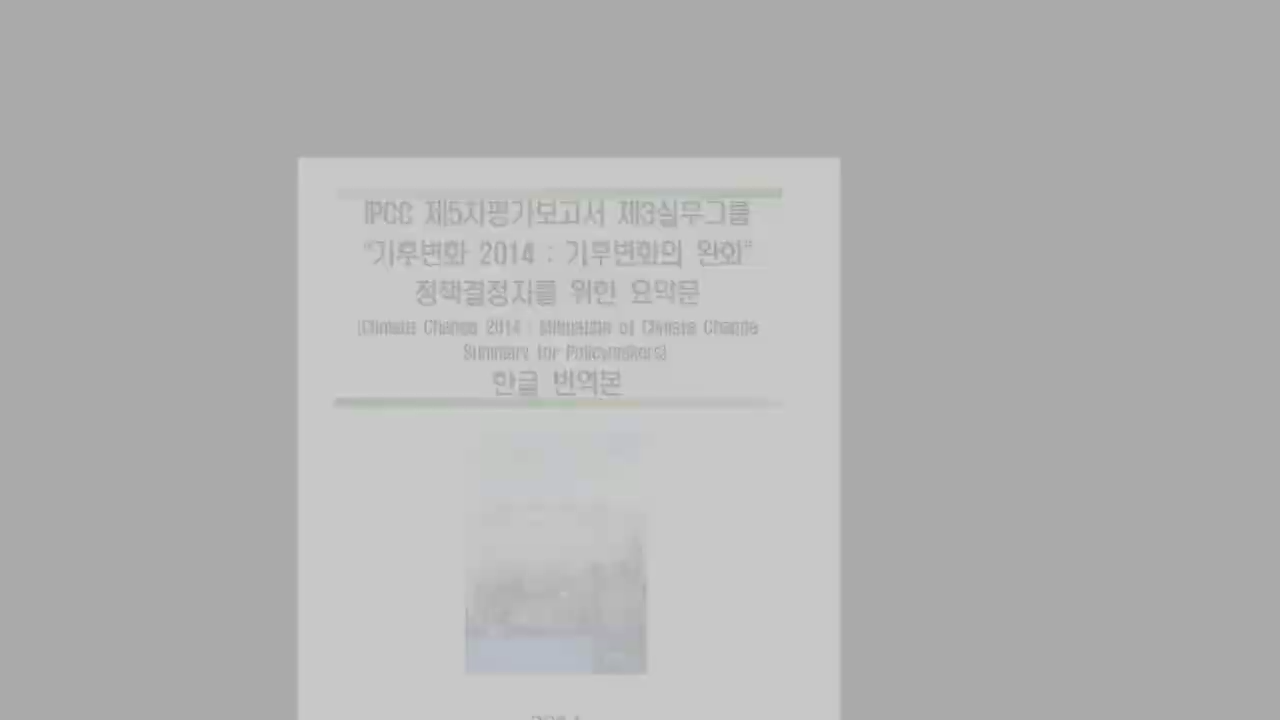 IPCC 제5차평가보고서 제3실무그룹
"기후변화 2014 : 기후변화의 완화"
정책결정자를 위한 요약문
(Climate Change 2014 : Mitigation of Climate Change
Summary for Policymakers)
한글 번역본